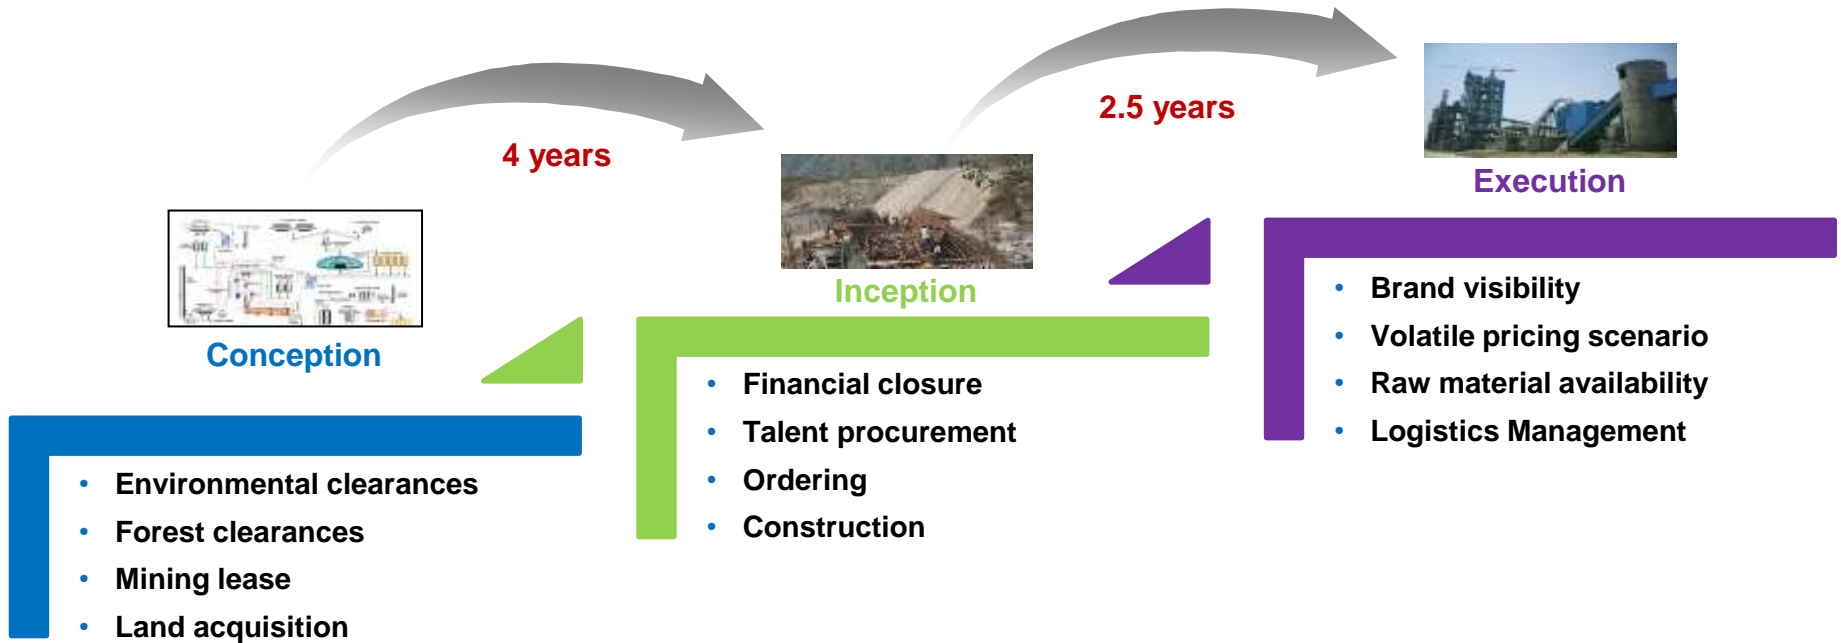 4 years
2.5 years
Conception
Environmental clearances
Forest clearances
Mining lease
Land acquisition
Inception
Financial closure
Talent procurement
Ordering
Construction
Execution
Brand visibility
Volatile pricing scenario
Raw material availability
Logistics Management